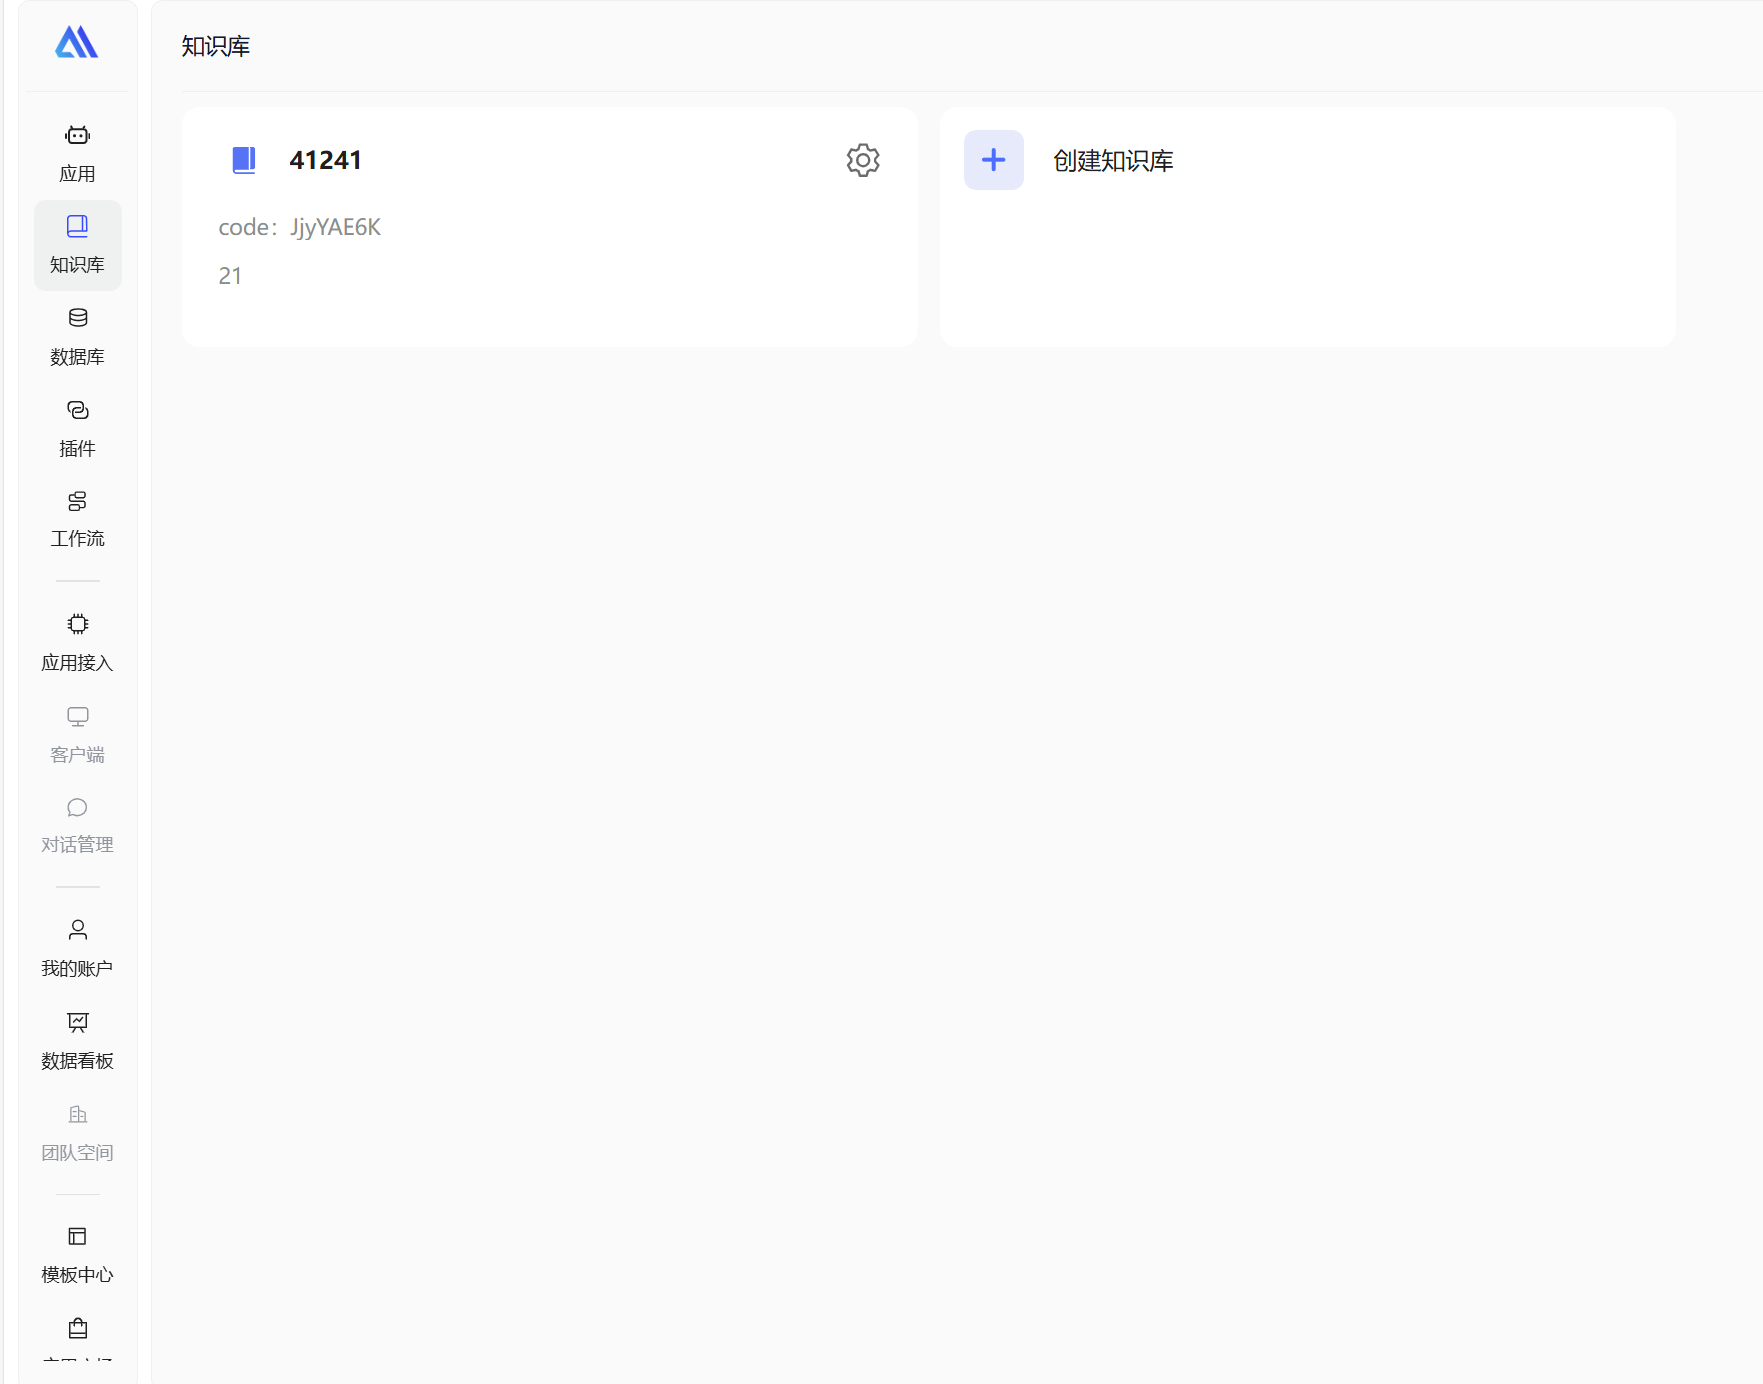 知识库
41241
创建知识库
code：JjyYAE6K
21
应用
知识库
数据库
插件
工作流
应用接入
客户端
对话管理
我的账户
数据看板
团队空间
模板中心